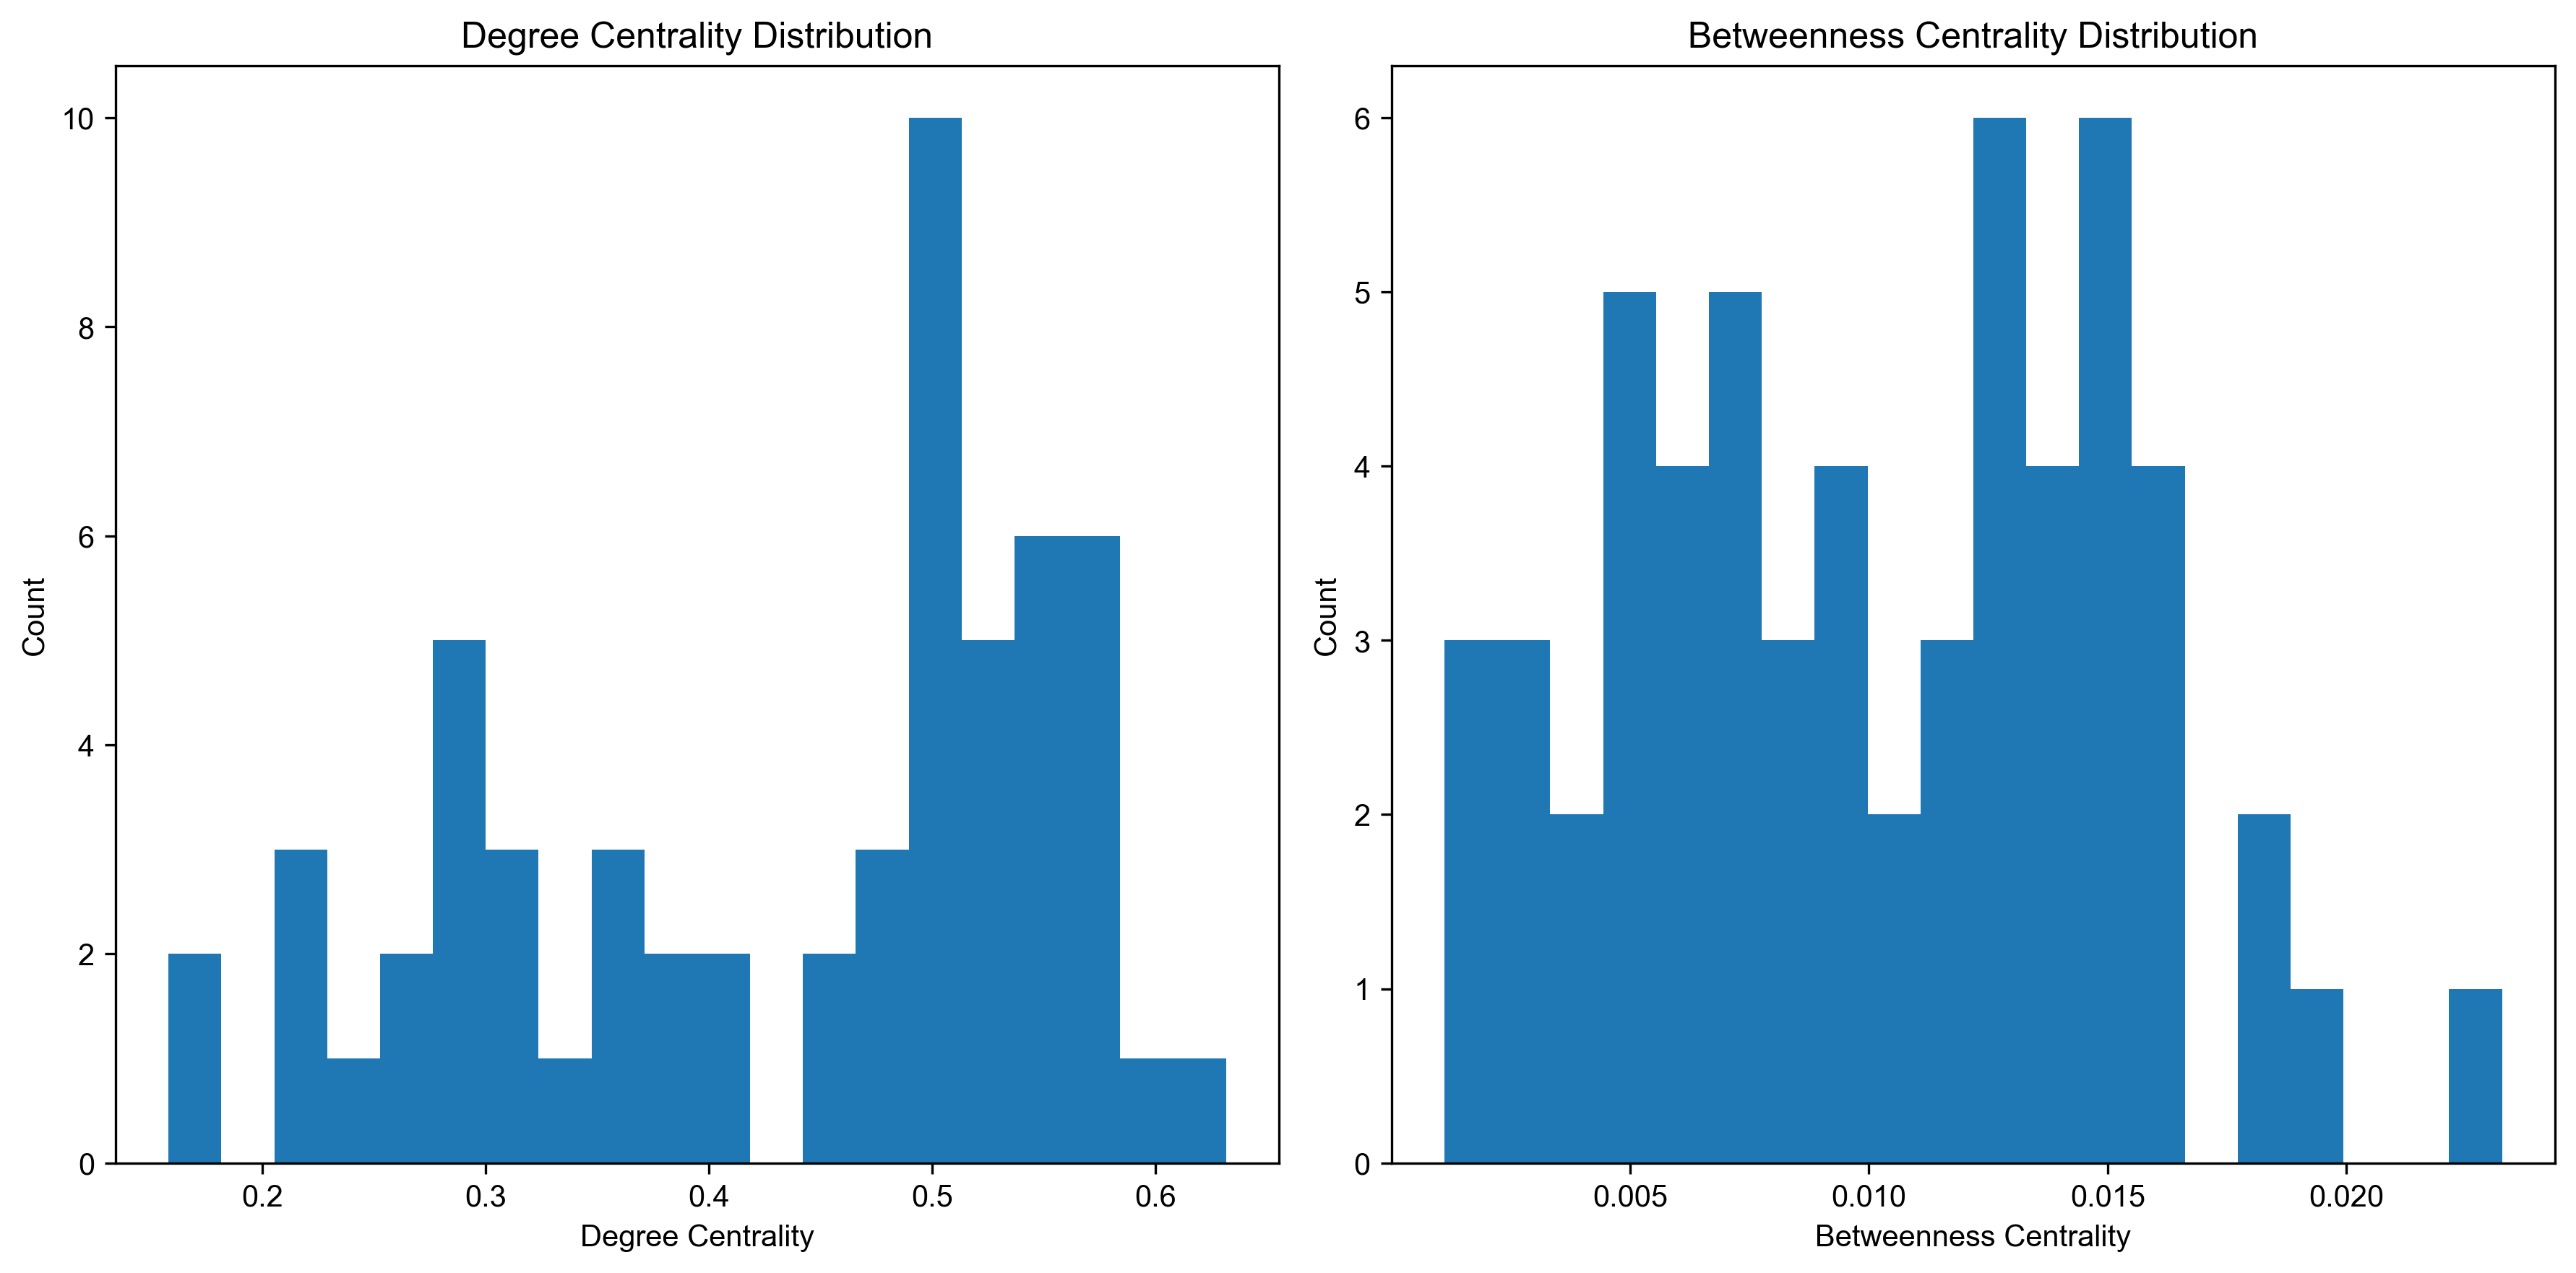 Degree Centrality Distribution
10
8
6
4
2
0
Count
0.2 0.3 0.4 0.5 0.6
Degree Centrality
Betweenness Centrality Distribution
6
5
4
3
2
1
0
Count
0.005 0.010 0.015 0.020
Betweenness Centrality